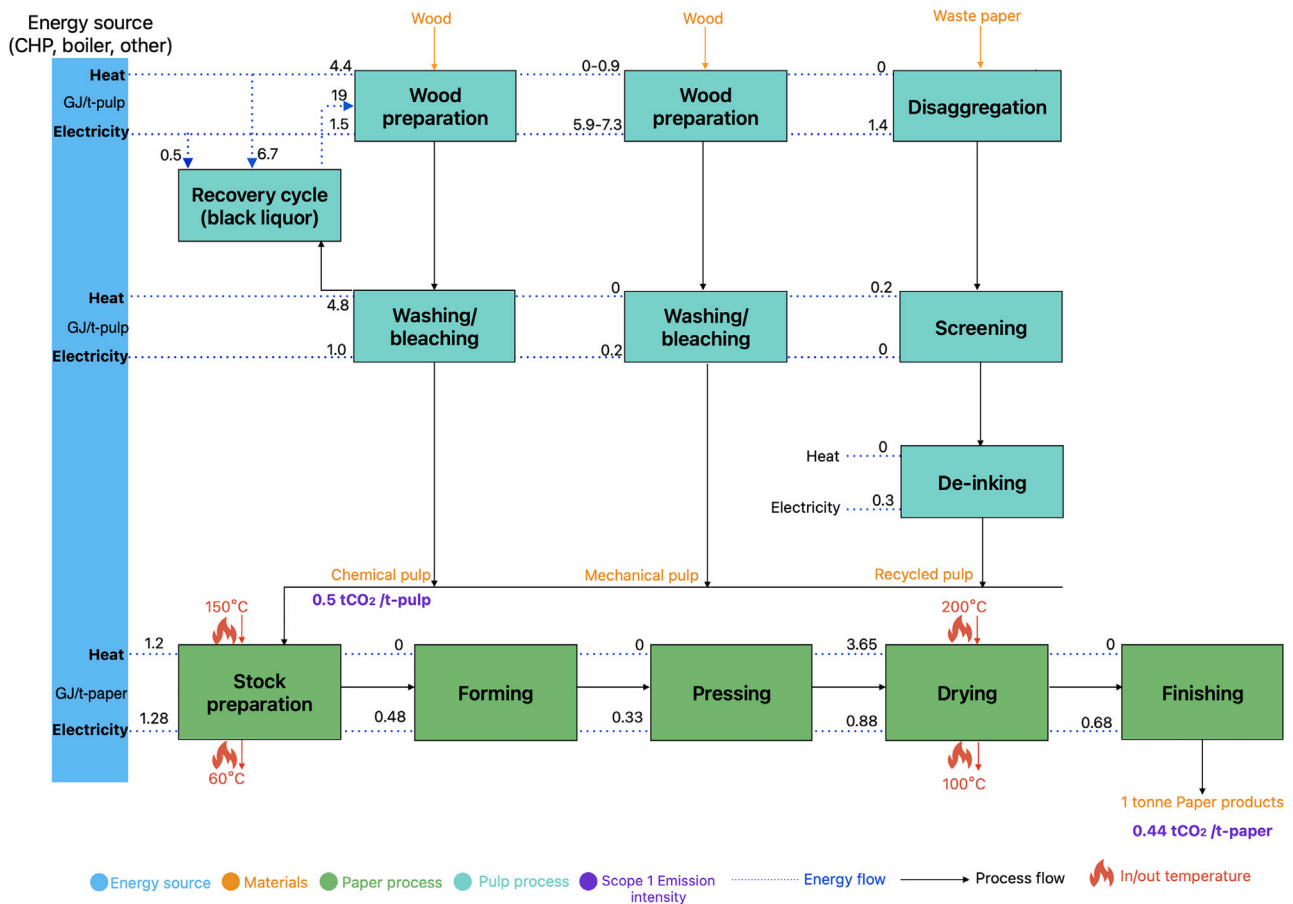 Energy source
(CHP, boiler, other)
Wood
Wood
Waste paper
Heat
4.4
0–0.9
0
GJ/t-pulp
19
Wood
preparation
Wood
preparation
Disaggregation
Electricity
1.5
5.9–7.3
1.4
0.5
6.7
Recovery cycle
(black liquor)
Heat
4.8
0
0.2
GJ/t-pulp
Washing/
bleaching
Washing/
bleaching
Screening
Electricity
1.0
0.2
0
Heat
0
De-inking
Electricity
0.3
Chemical pulp
Mechanical pulp
Recycled pulp
0.5 tCO₂ /t-pulp
150°C
200°C
Heat
1.2
0
0
3.65
0
GJ/t-paper
Stock
preparation
Forming
Pressing
Drying
Finishing
Electricity
1.28
0.48
0.33
0.88
0.68
60°C
100°C
1 tonne Paper products
0.44 tCO₂ /t-paper
Energy source
Materials
Paper process
Pulp process
Scope 1 Emission
intensity
Energy flow
Process flow
In/out temperature